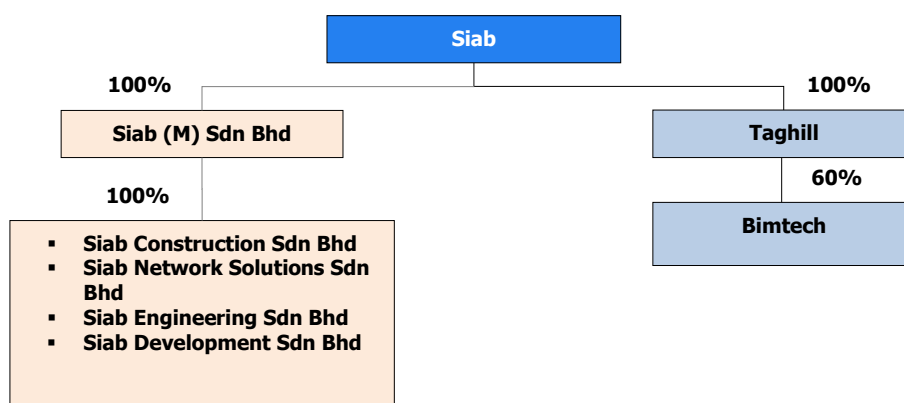 Siab
100%
100%
Siab (M) Sdn Bhd
Taghill
100%
60%
Bimtech
▪ Siab Construction Sdn Bhd
▪ Siab Network Solutions Sdn
Bhd
▪ Siab Engineering Sdn Bhd
▪ Siab Development Sdn Bhd